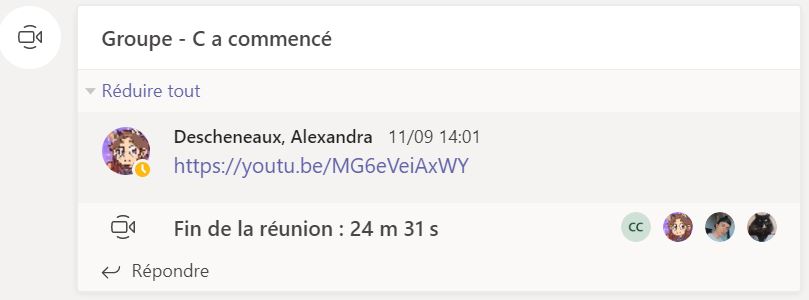 Groupe - C a commencé
Réduire tout
Descheneaux, Alexandra 11/09 14:01
https://youtu.be/MG6eVeiAxWY
Fin de la réunion : 24 m 31 s
CC
Répondre